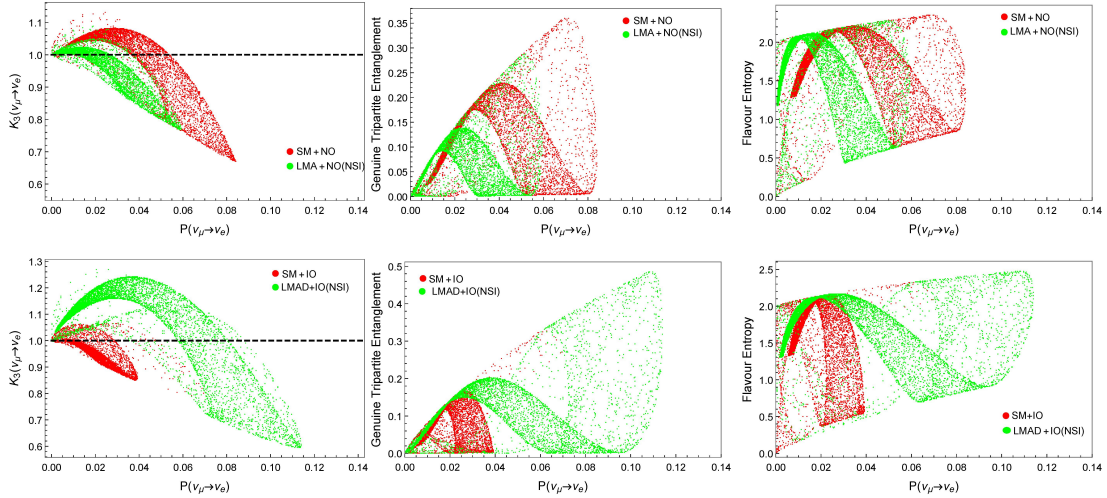 K₃(νμ→νe)
1.1
1.0
0.9
0.8
0.7
0.6
SM + NO
LMA + NO(NSI)
0.00 0.02 0.04 0.06 0.08 0.10 0.12 0.14
P(νμ→νe)
Genuine Tripartite Entanglement
0.35
0.30
0.25
0.20
0.15
0.10
0.05
0.00
SM + NO
LMA + NO(NSI)
0.00 0.02 0.04 0.06 0.08 0.10 0.12 0.14
P(νμ→νe)
Flavour Entropy
2.0
1.5
1.0
0.5
0.0
SM + NO
LMA + NO(NSI)
0.00 0.02 0.04 0.06 0.08 0.10 0.12 0.14
P(νμ→νe)
K₃(νμ→νe)
1.3
1.2
1.1
1.0
0.9
0.8
0.7
0.6
SM + IO
LMAD+IO(NSI)
0.00 0.02 0.04 0.06 0.08 0.10 0.12 0.14
P(νμ→νe)
Genuine Tripartite Entanglement
0.5
0.4
0.3
0.2
0.1
0.0
SM + IO
LMAD+IO(NSI)
0.00 0.02 0.04 0.06 0.08 0.10 0.12 0.14
P(νμ→νe)
Flavour Entropy
2.5
2.0
1.5
1.0
0.5
0.0
SM+IO
LMAD + IO(NSI)
0.00 0.02 0.04 0.06 0.08 0.10 0.12 0.14
P(νμ→νe)